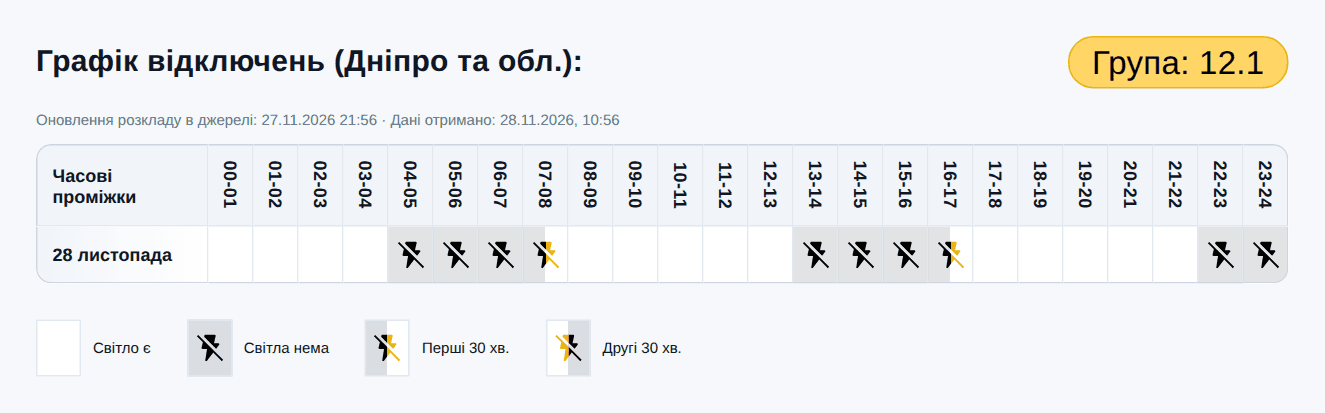 Графік відключень (Дніпро та обл.):
Група: 12.1
Оновлення розкладу в джерелі: 27.11.2026 21:56 · Дані отримано: 28.11.2026, 10:56
Часові
проміжки
00-01
01-02
02-03
03-04
04-05
05-06
06-07
07-08
08-09
09-10
10-11
11-12
12-13
13-14
14-15
15-16
16-17
17-18
18-19
19-20
20-21
21-22
22-23
23-24
28 листопада
Світло є
Світла нема
Перші 30 хв.
Другі 30 хв.